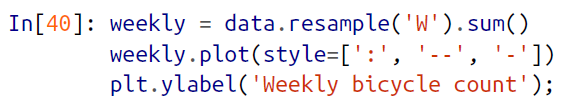 In[40]: weekly = data.resample('W').sum()
weekly.plot(style=[':', '--', '-'])
plt.ylabel('Weekly bicycle count');